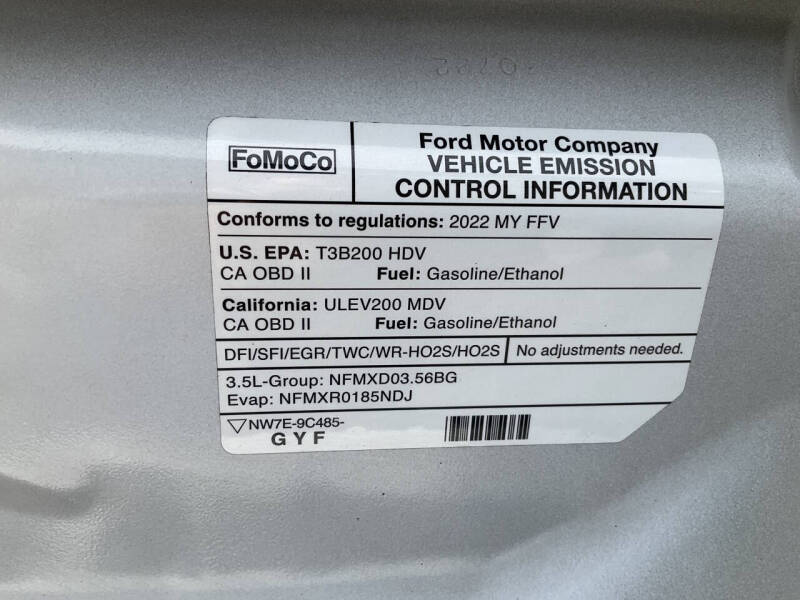 FoMoCo
Ford Motor Company
VEHICLE EMISSION
CONTROL INFORMATION
Conforms to regulations: 2022 MY FFV
U.S. EPA: T3B200 HDV
CA OBD II Fuel: Gasoline/Ethanol
California: ULEV200 MDV
CA OBD II Fuel: Gasoline/Ethanol
DFI/SFI/EGR/TWC/WR-HO2S/HO2S No adjustments needed.
3.5L-Group: NFMXD03.56BG
Evap: NFMXR0185NDJ
NW7E-9C485-
G Y F